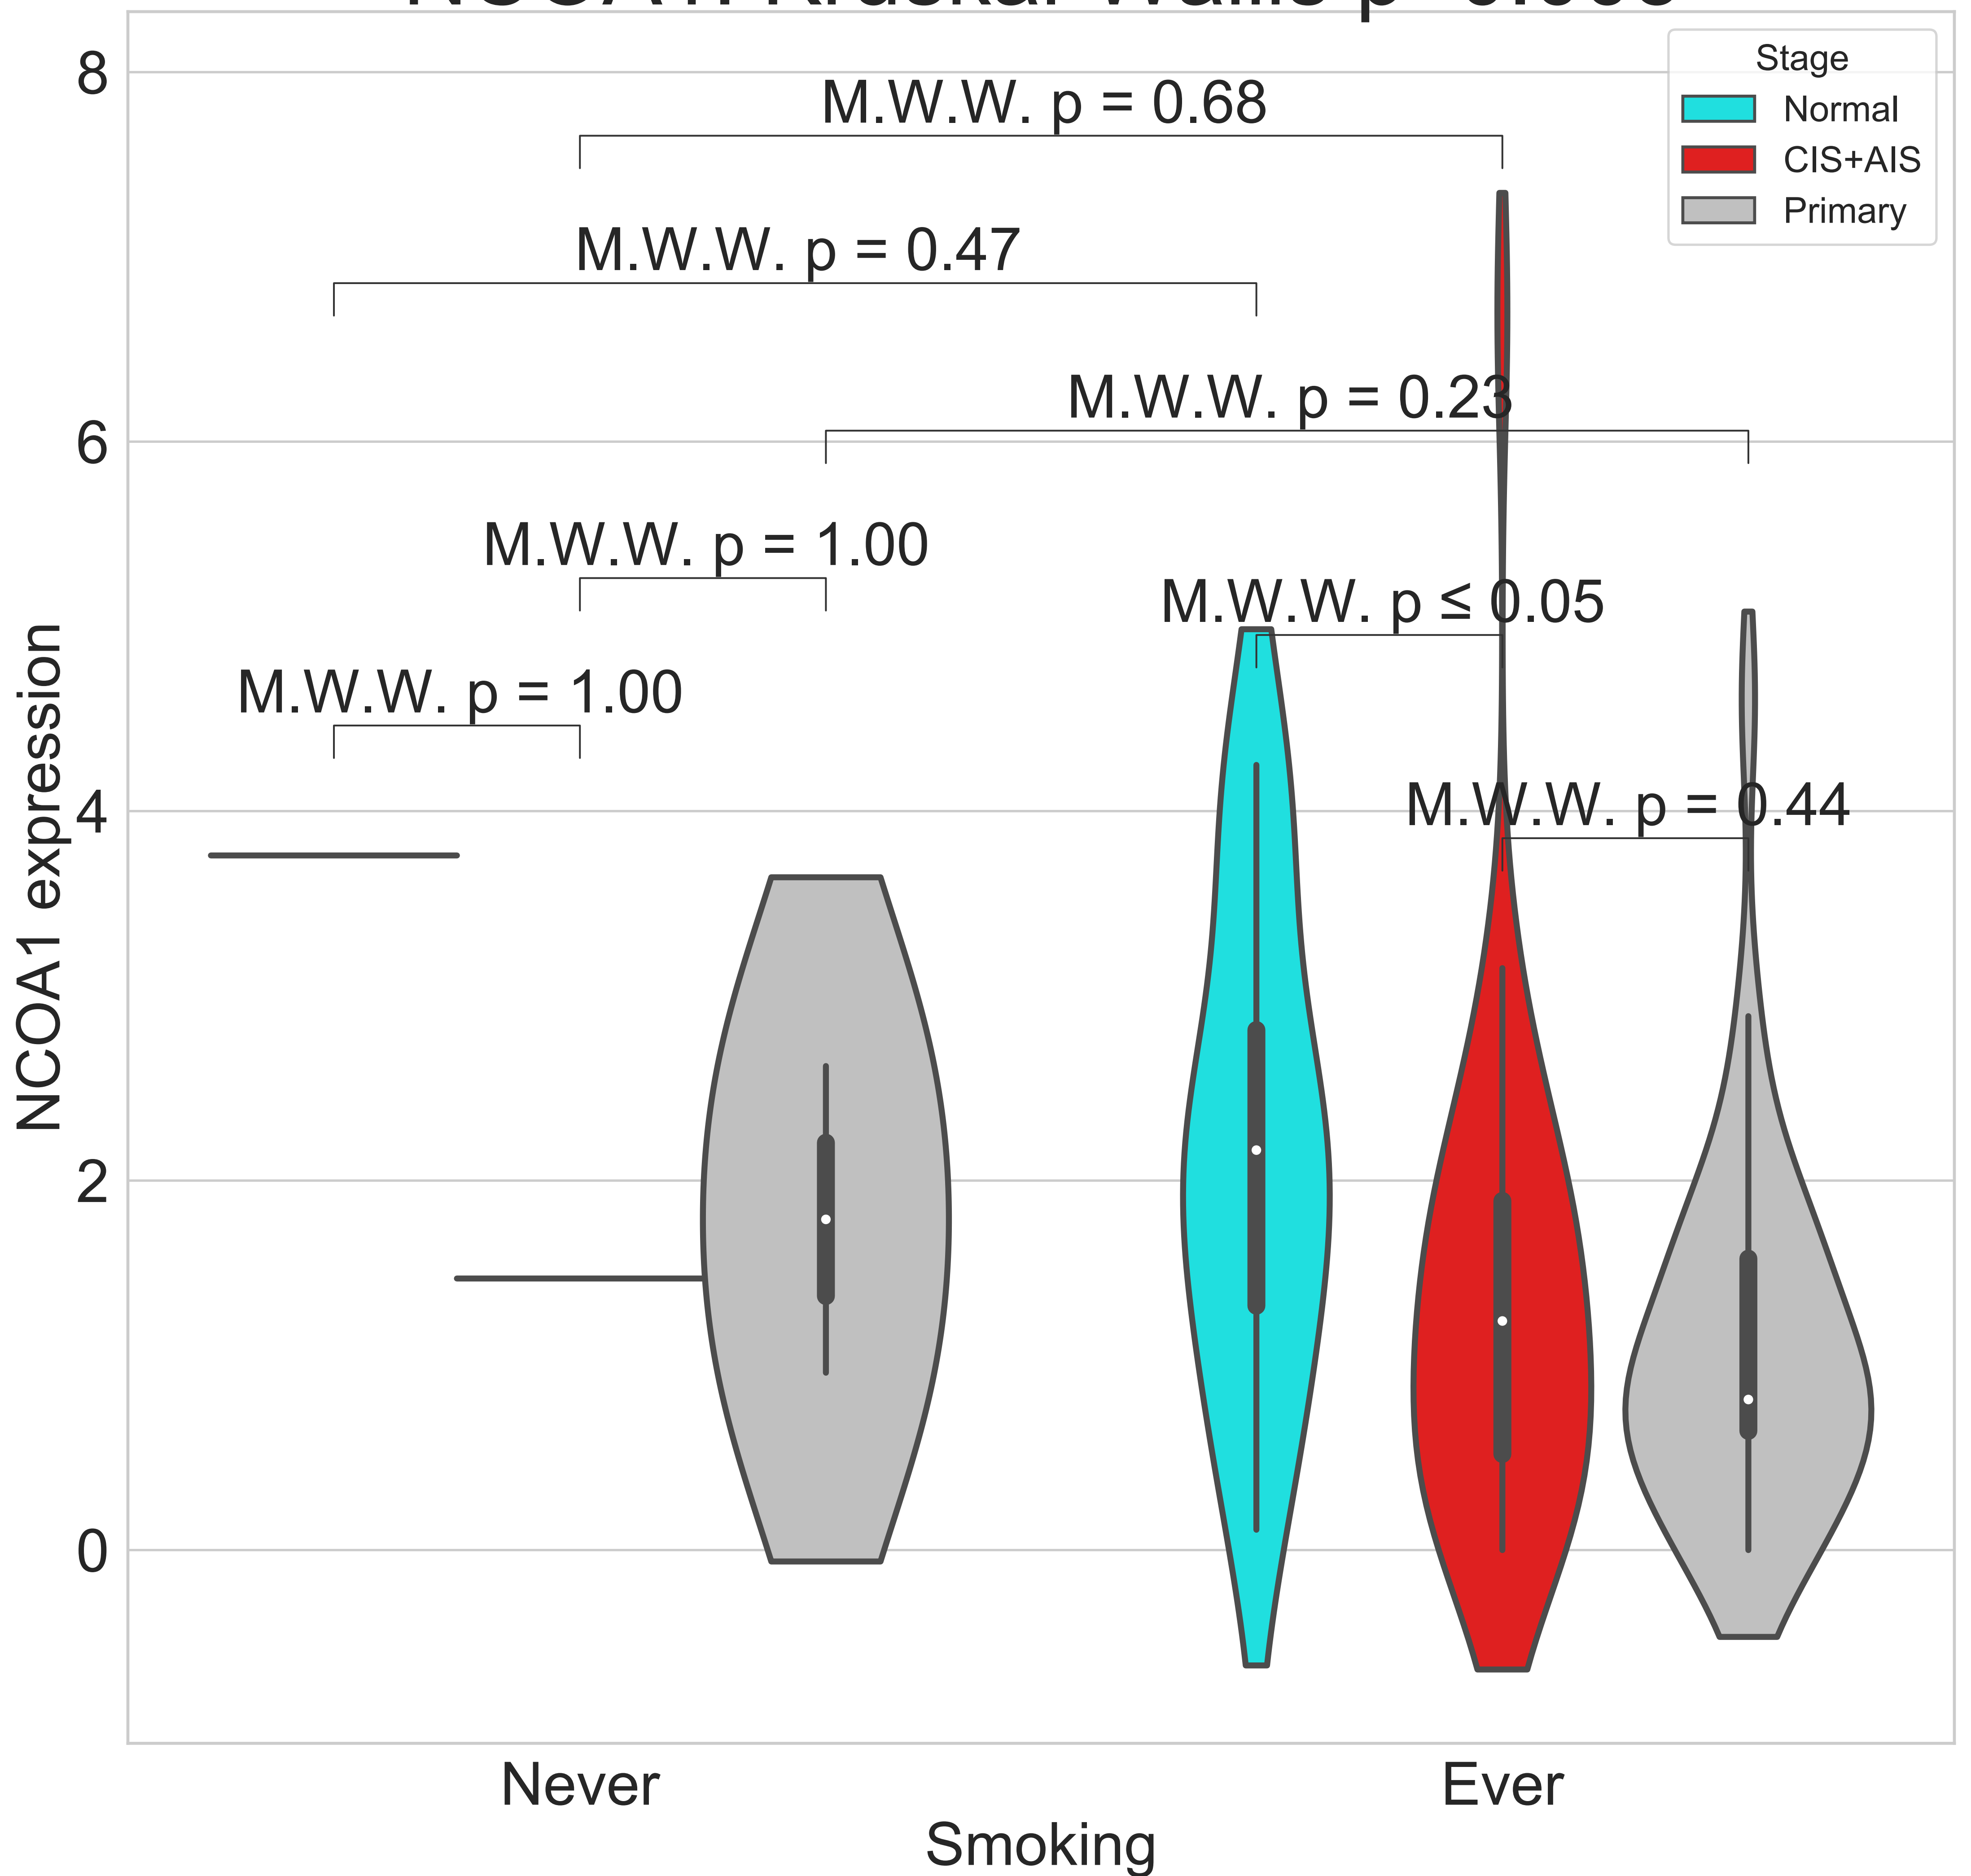 Stage
Normal
CIS+AIS
Primary
8
6
4
2
0
NCOA1 expression
M.W.W. p = 0.68
M.W.W. p = 0.47
M.W.W. p = 0.23
M.W.W. p = 1.00
M.W.W. p ≤ 0.05
M.W.W. p = 1.00
M.W.W. p = 0.44
Never
Ever
Smoking